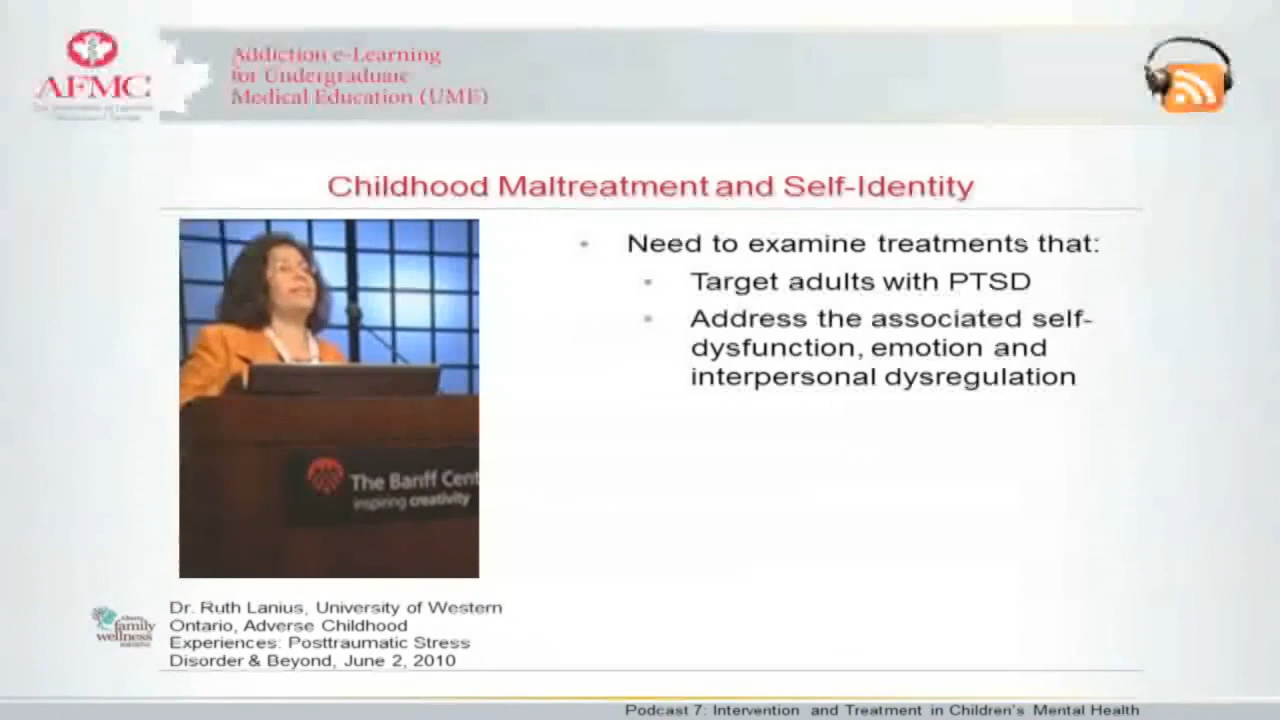 AFMC
Addiction e-Learning
for Undergraduate
Medical Education (UME)
Childhood Maltreatment and Self-Identity
• Need to examine treatments that:
• Target adults with PTSD
• Address the associated self-
dysfunction, emotion and
interpersonal dysregulation
The Banff Cent
inspiring creativity
family
wellness
Dr. Ruth Lanius, University of Western
Ontario, Adverse Childhood
Experiences: Posttraumatic Stress
Disorder & Beyond, June 2, 2010
Podcast 7: Intervention and Treatment in Children's Mental Health